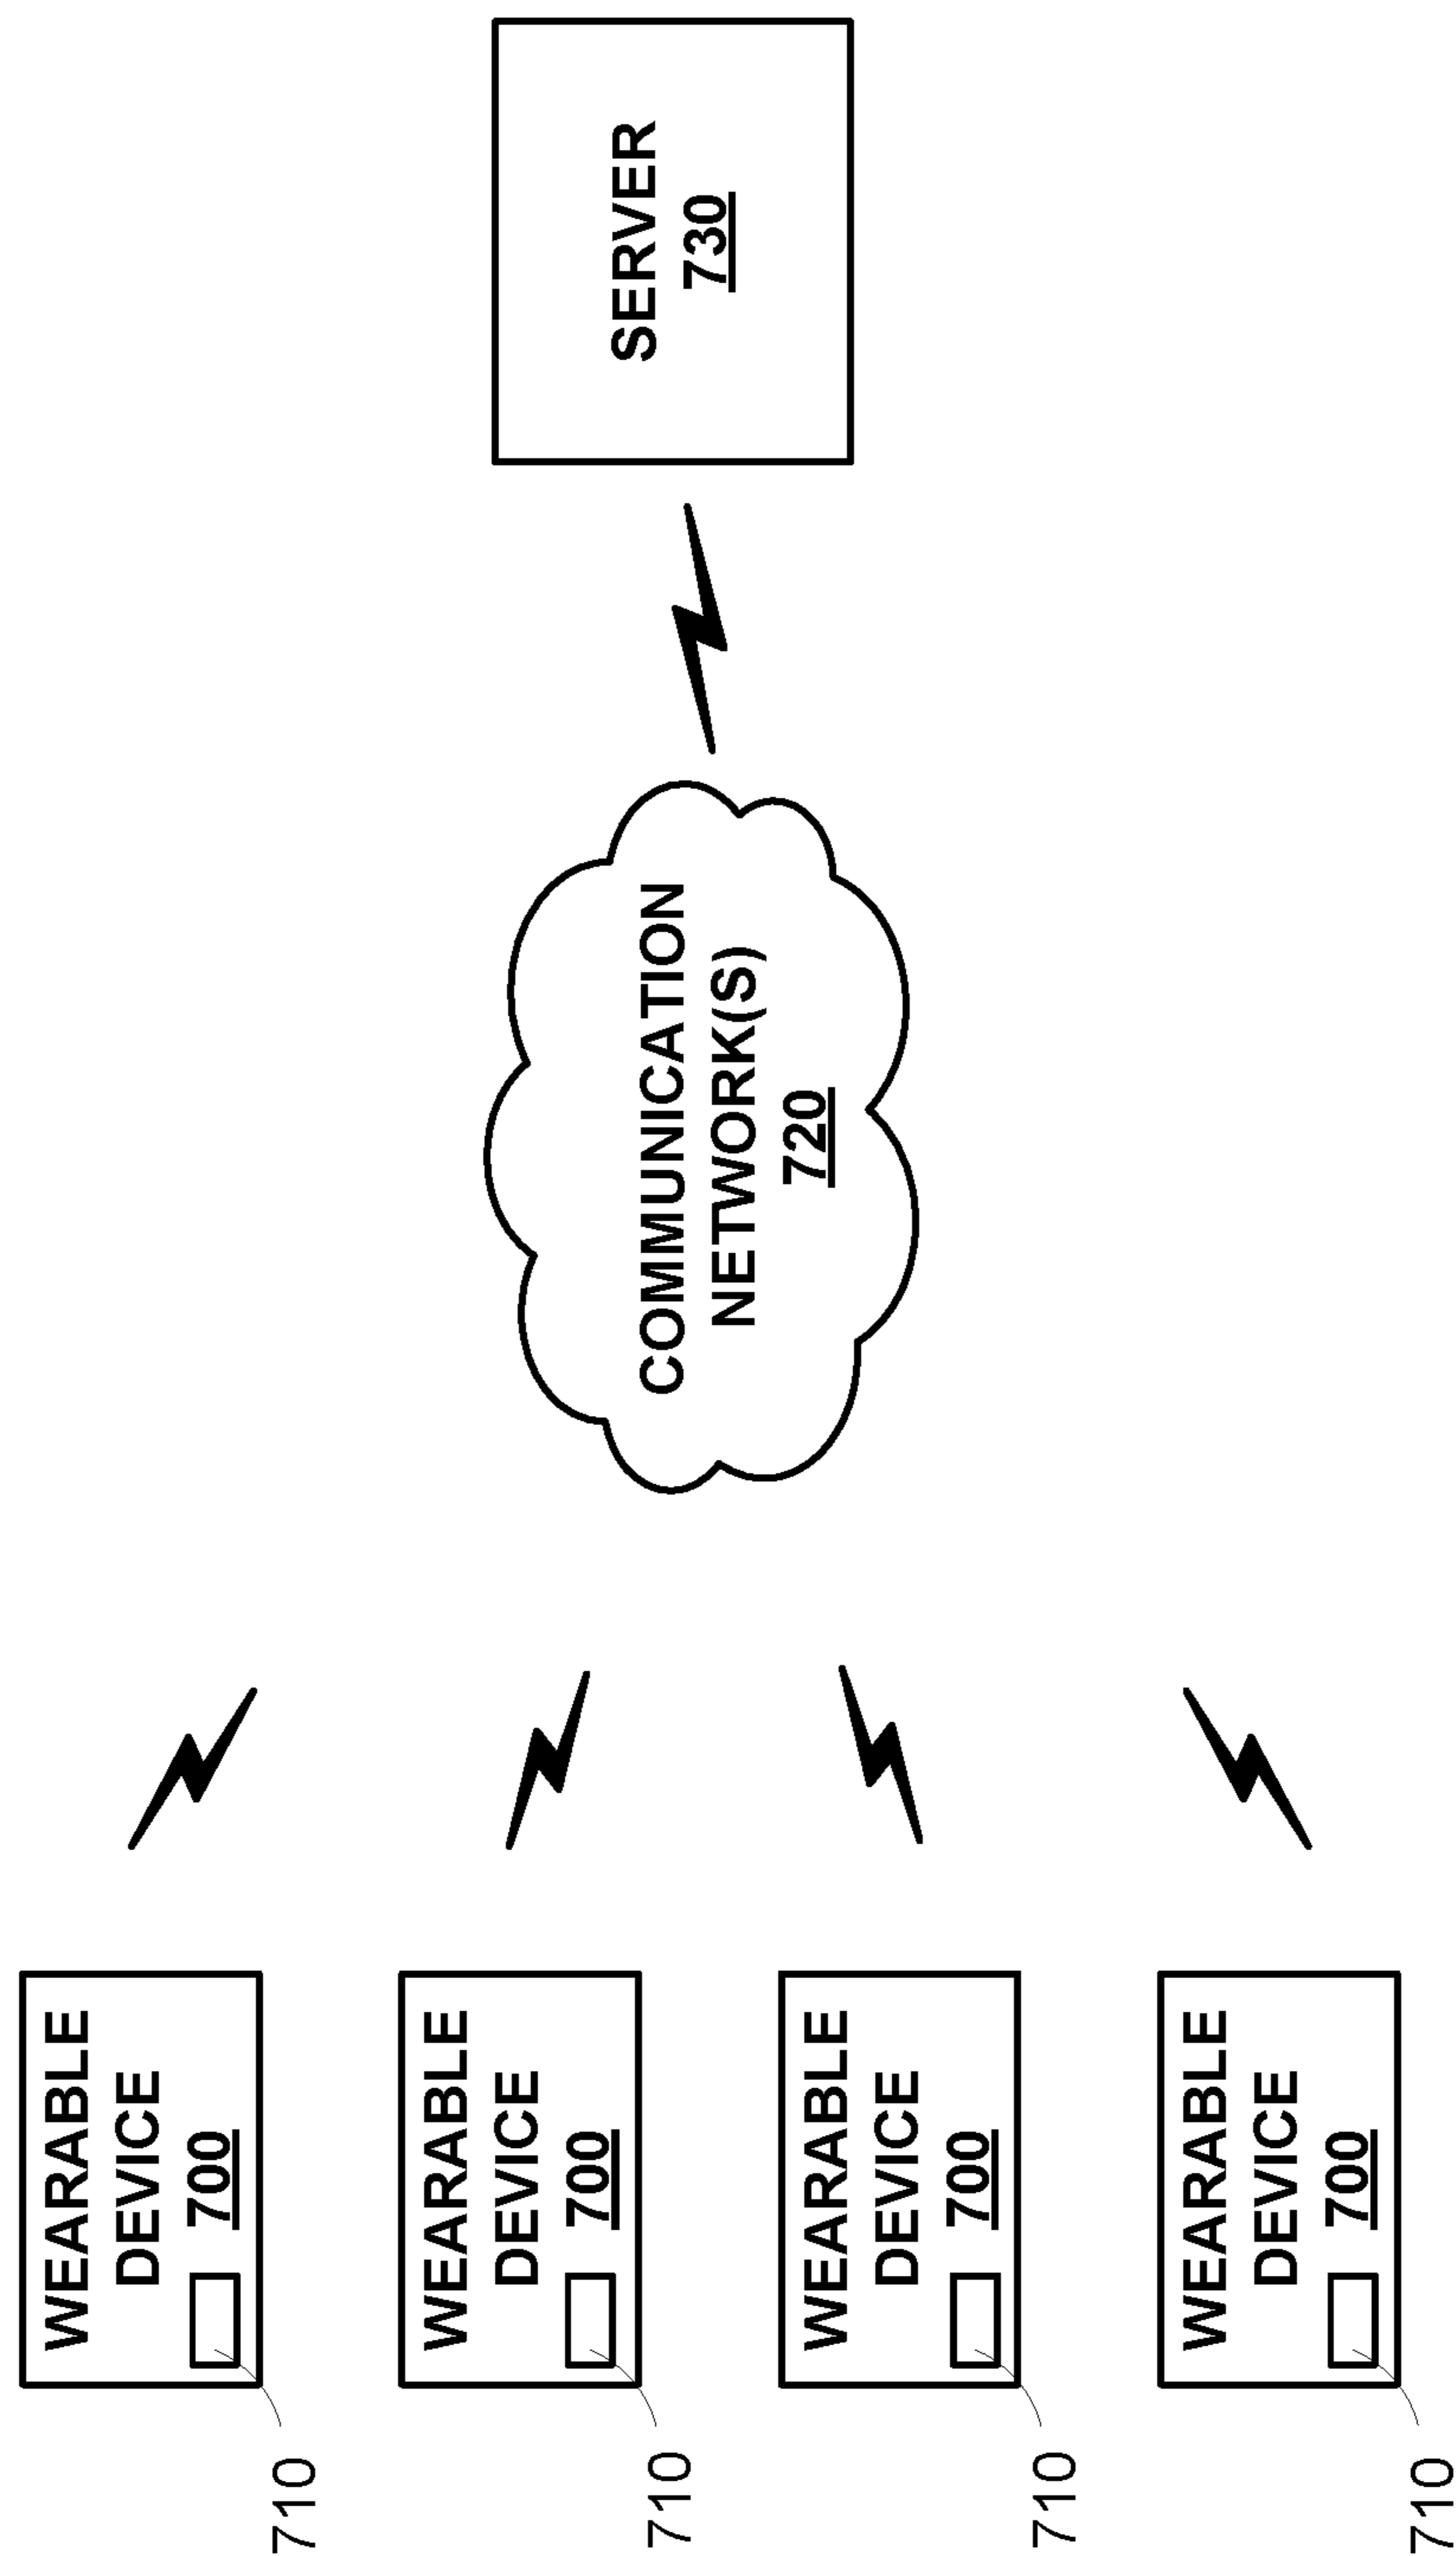 WEARABLE
DEVICE
700
710
WEARABLE
DEVICE
700
710
WEARABLE
DEVICE
700
710
WEARABLE
DEVICE
700
710
COMMUNICATION
NETWORK(S)
720
SERVER
730